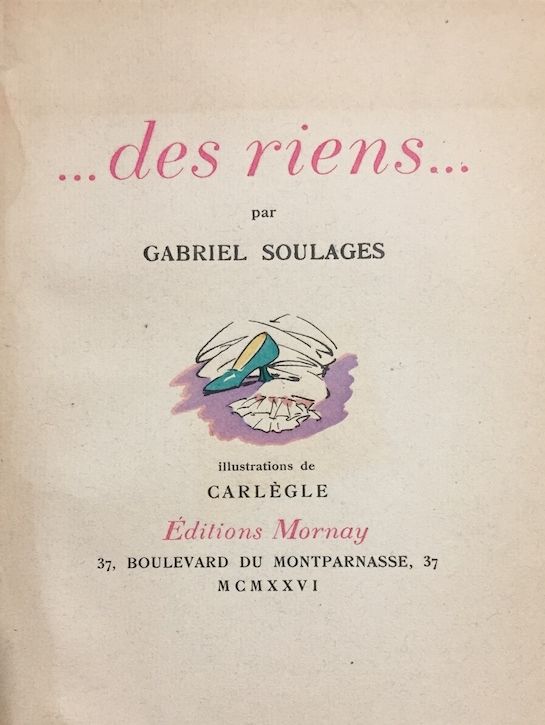 ...des riens...
par
GABRIEL SOULAGES
illustrations de
CARLÈGLE
Éditions Mornay
37, BOULEVARD DU MONTPARNASSE, 37
MCMXXVI